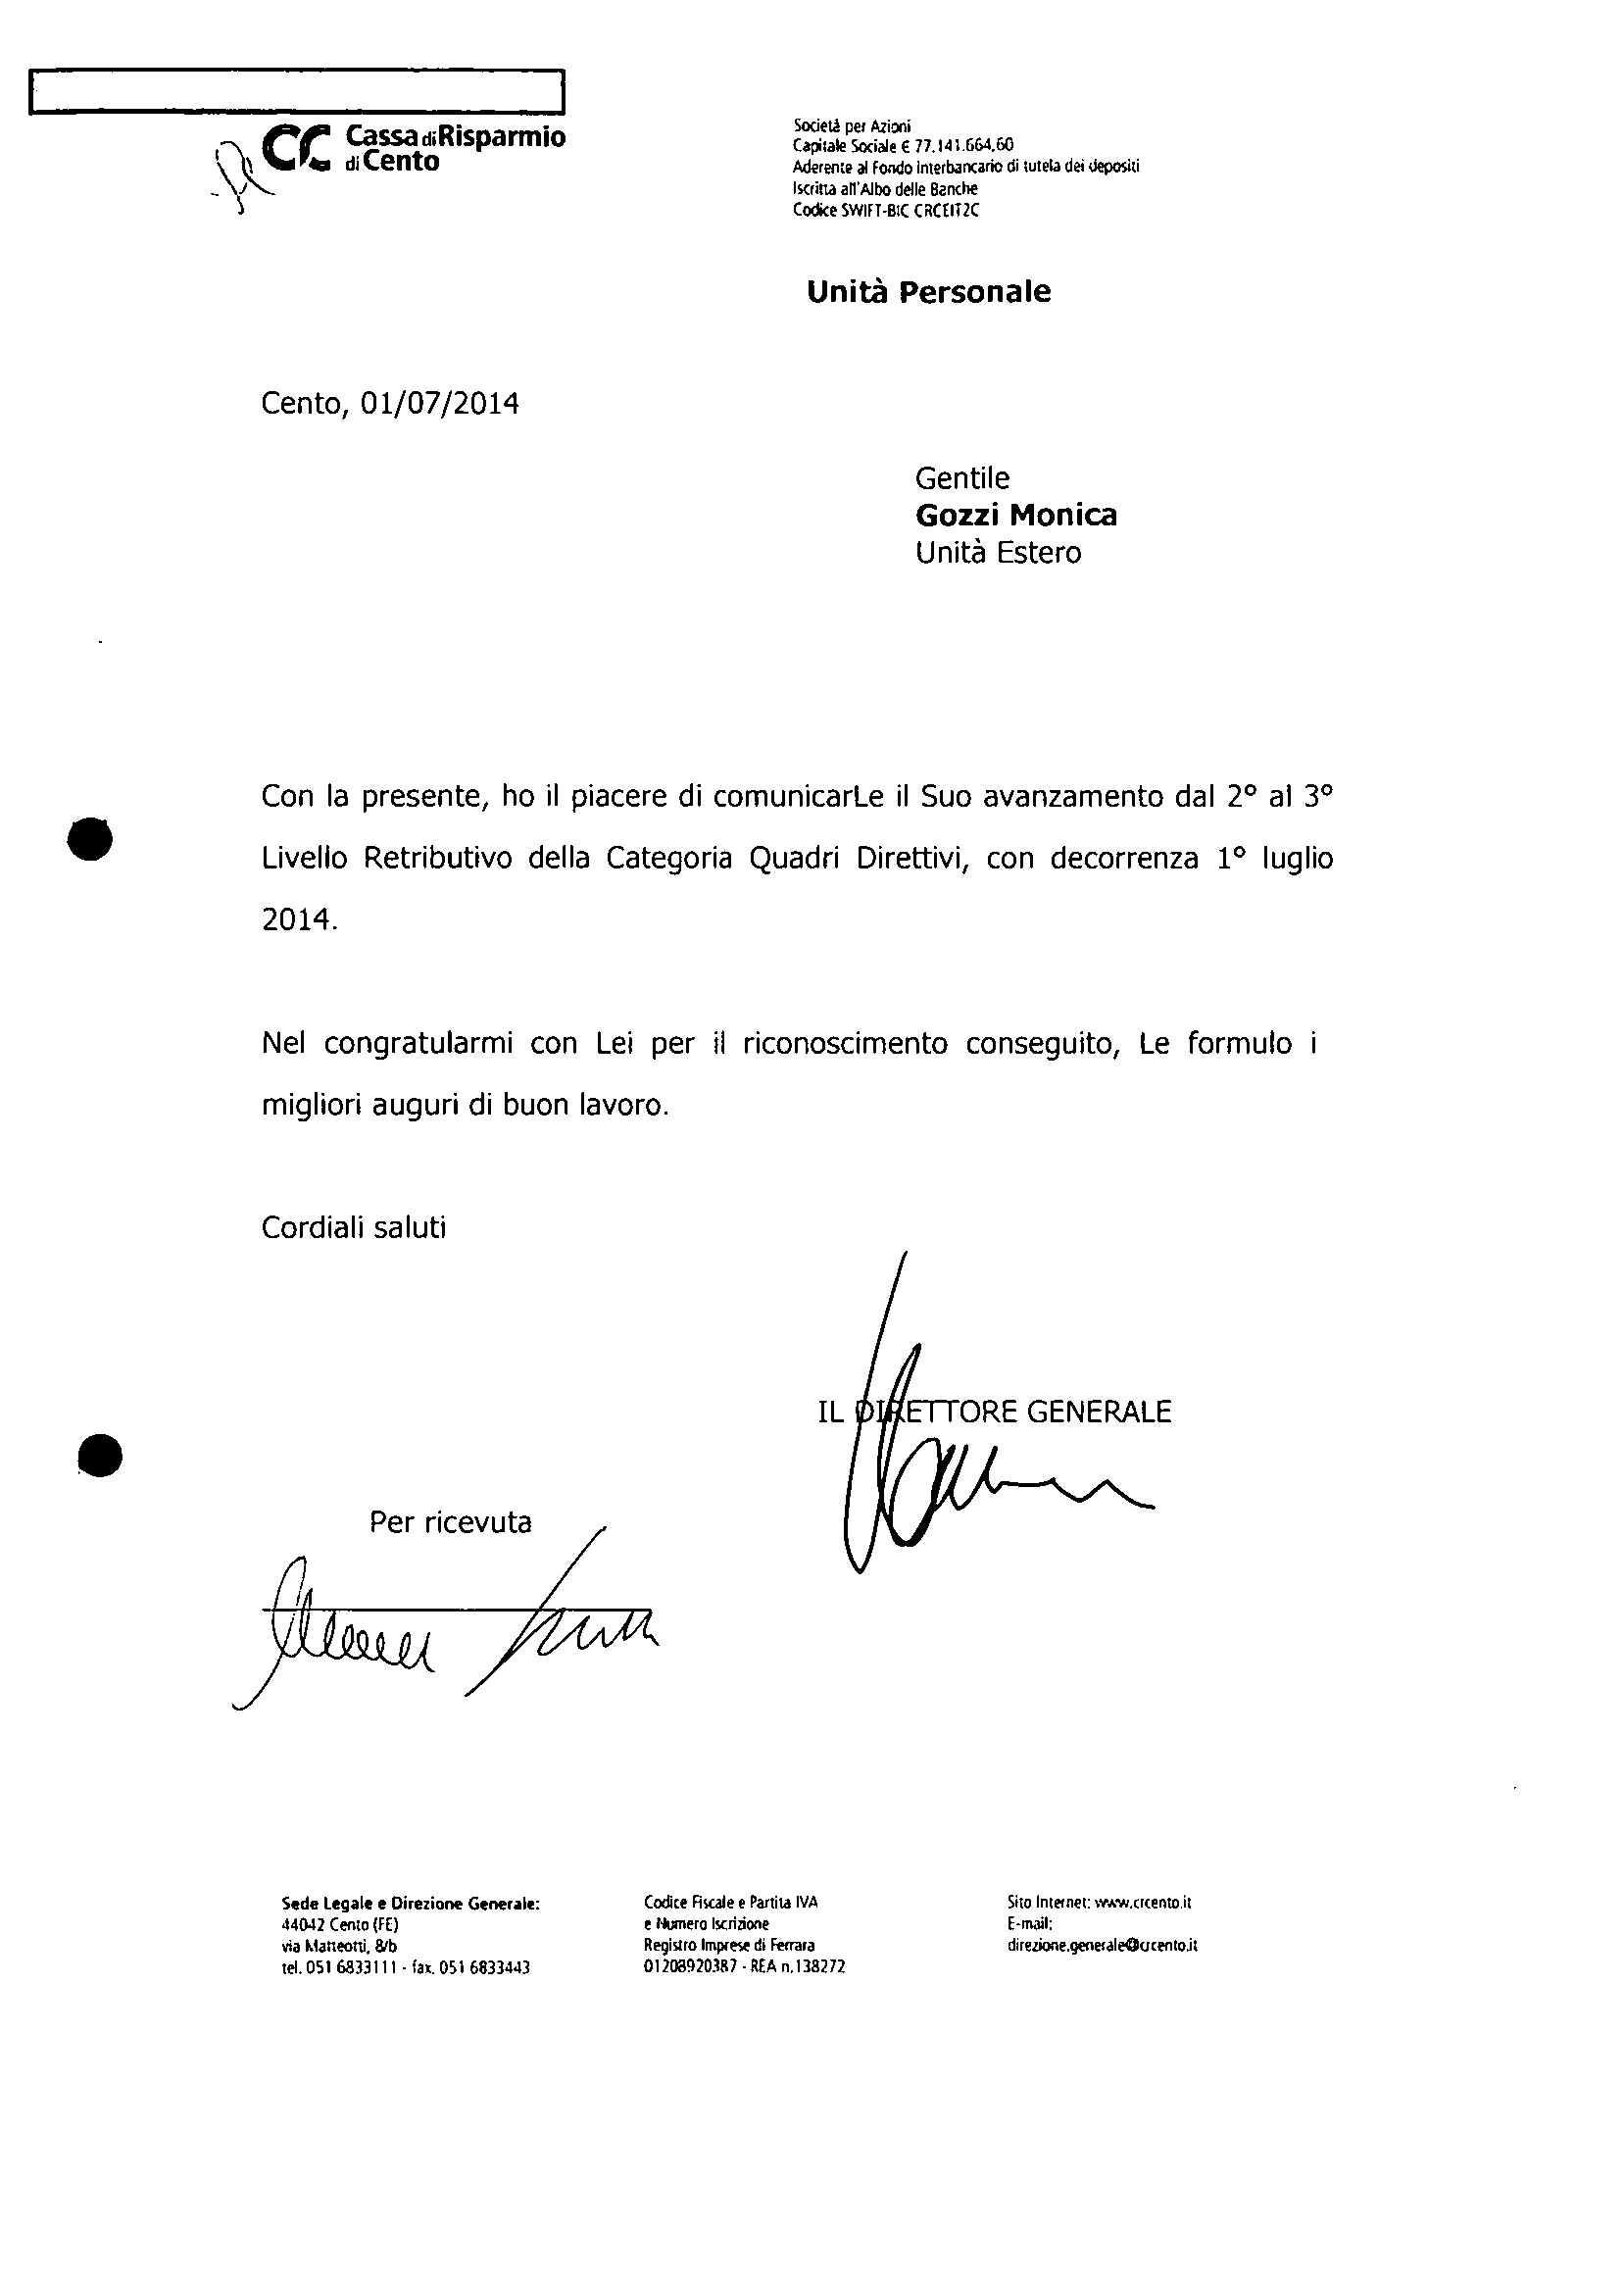 Cassa di Risparmio
di Cento
Società per Azioni
Capitale Sociale € 77.141.664,60
Aderente al Fondo interbancario di tutela dei depositi
Iscritta all'Albo delle Banche
Codice SWIFT-BIC CRCEIT2C
Unità Personale
Cento, 01/07/2014
Gentile
Gozzi Monica
Unità Estero
Con la presente, ho il piacere di comunicarLe il Suo avanzamento dal 2° al 3°
Livello Retributivo della Categoria Quadri Direttivi, con decorrenza 1° luglio
2014.
Nel congratularmi con Lei per il riconoscimento conseguito, Le formulo i
migliori auguri di buon lavoro.
Cordiali saluti
IL DIRETTORE GENERALE
Per ricevuta
Sede Legale e Direzione Generale:
44042 Cento (FE)
via Matteotti, 8/b
tel. 051 6833111 - fax. 051 6833443
Codice Fiscale e Partita IVA
e Numero Iscrizione
Registro Imprese di Ferrara
01208920387 - REA n.138272
Sito Internet: www.crcento.it
E-mail:
direzione.generale@crcento.it